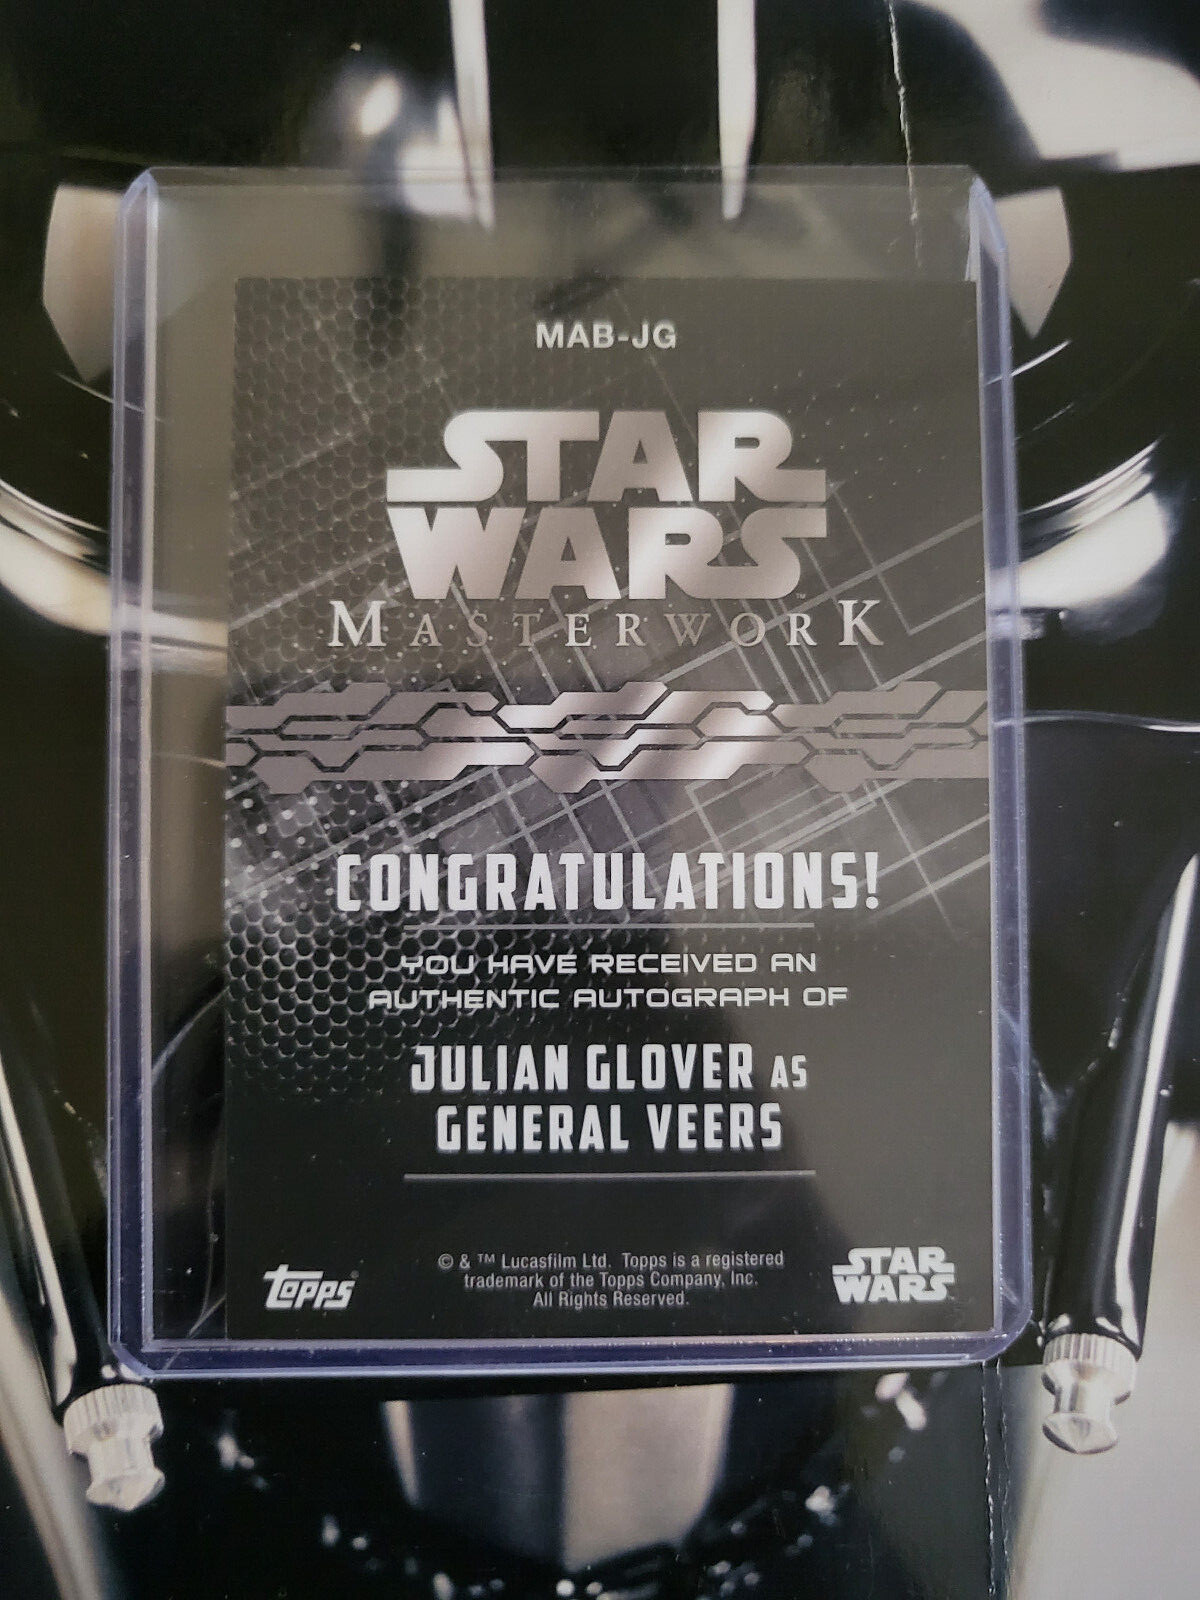 MAB-JG
STAR
WARS™
MASTERWORK
CONGRATULATIONS!
YOU HAVE RECEIVED AN
AUTHENTIC AUTOGRAPH OF
JULIAN GLOVER AS
GENERAL VEERS
© & ™ Lucasfilm Ltd. Topps is a registered
trademark of the Topps Company, Inc.
All Rights Reserved.
topps®
STAR
WARS